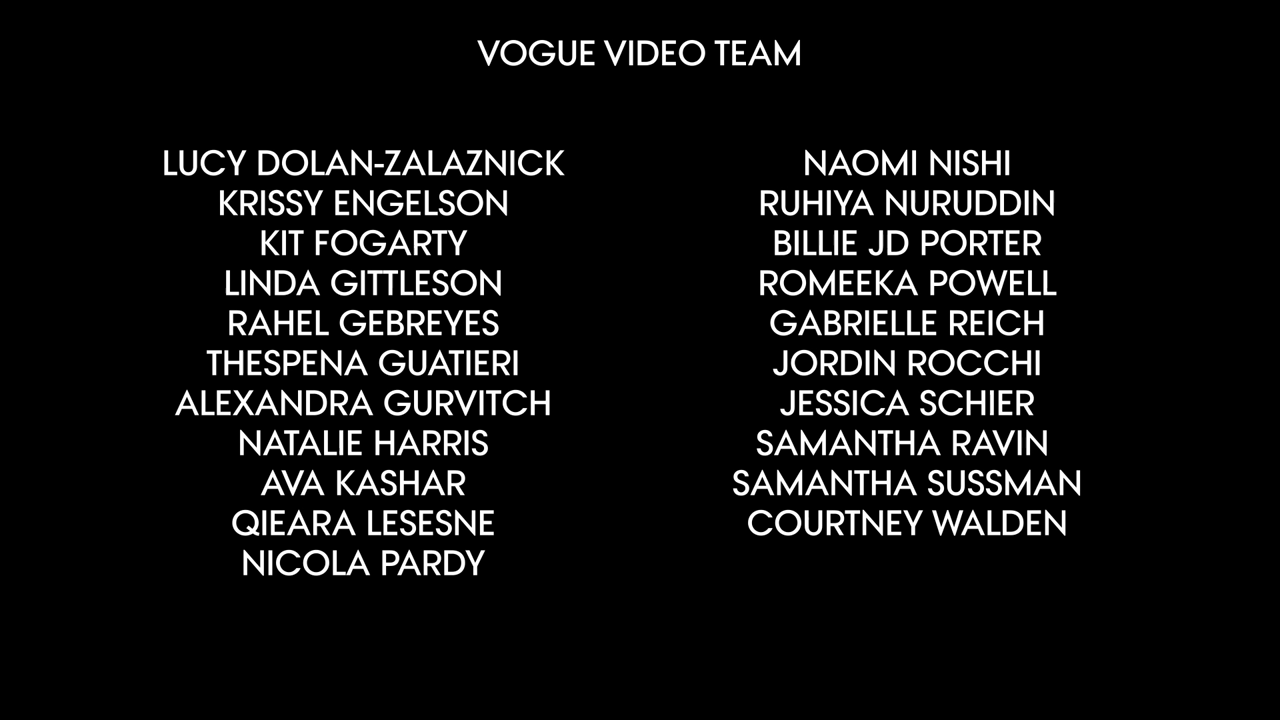 VOGUE VIDEO TEAM
LUCY DOLAN-ZALAZNICK
KRISSY ENGELSON
KIT FOGARTY
LINDA GITTLESON
RAHEL GEBREYES
THESPENA GUATIERI
ALEXANDRA GURVITCH
NATALIE HARRIS
AVA KASHAR
QIEARA LESESNE
NICOLA PARDY
NAOMI NISHI
RUHIYA NURUDDIN
BILLIE JD PORTER
ROMEEKA POWELL
GABRIELLE REICH
JORDIN ROCCHI
JESSICA SCHIER
SAMANTHA RAVIN
SAMANTHA SUSSMAN
COURTNEY WALDEN